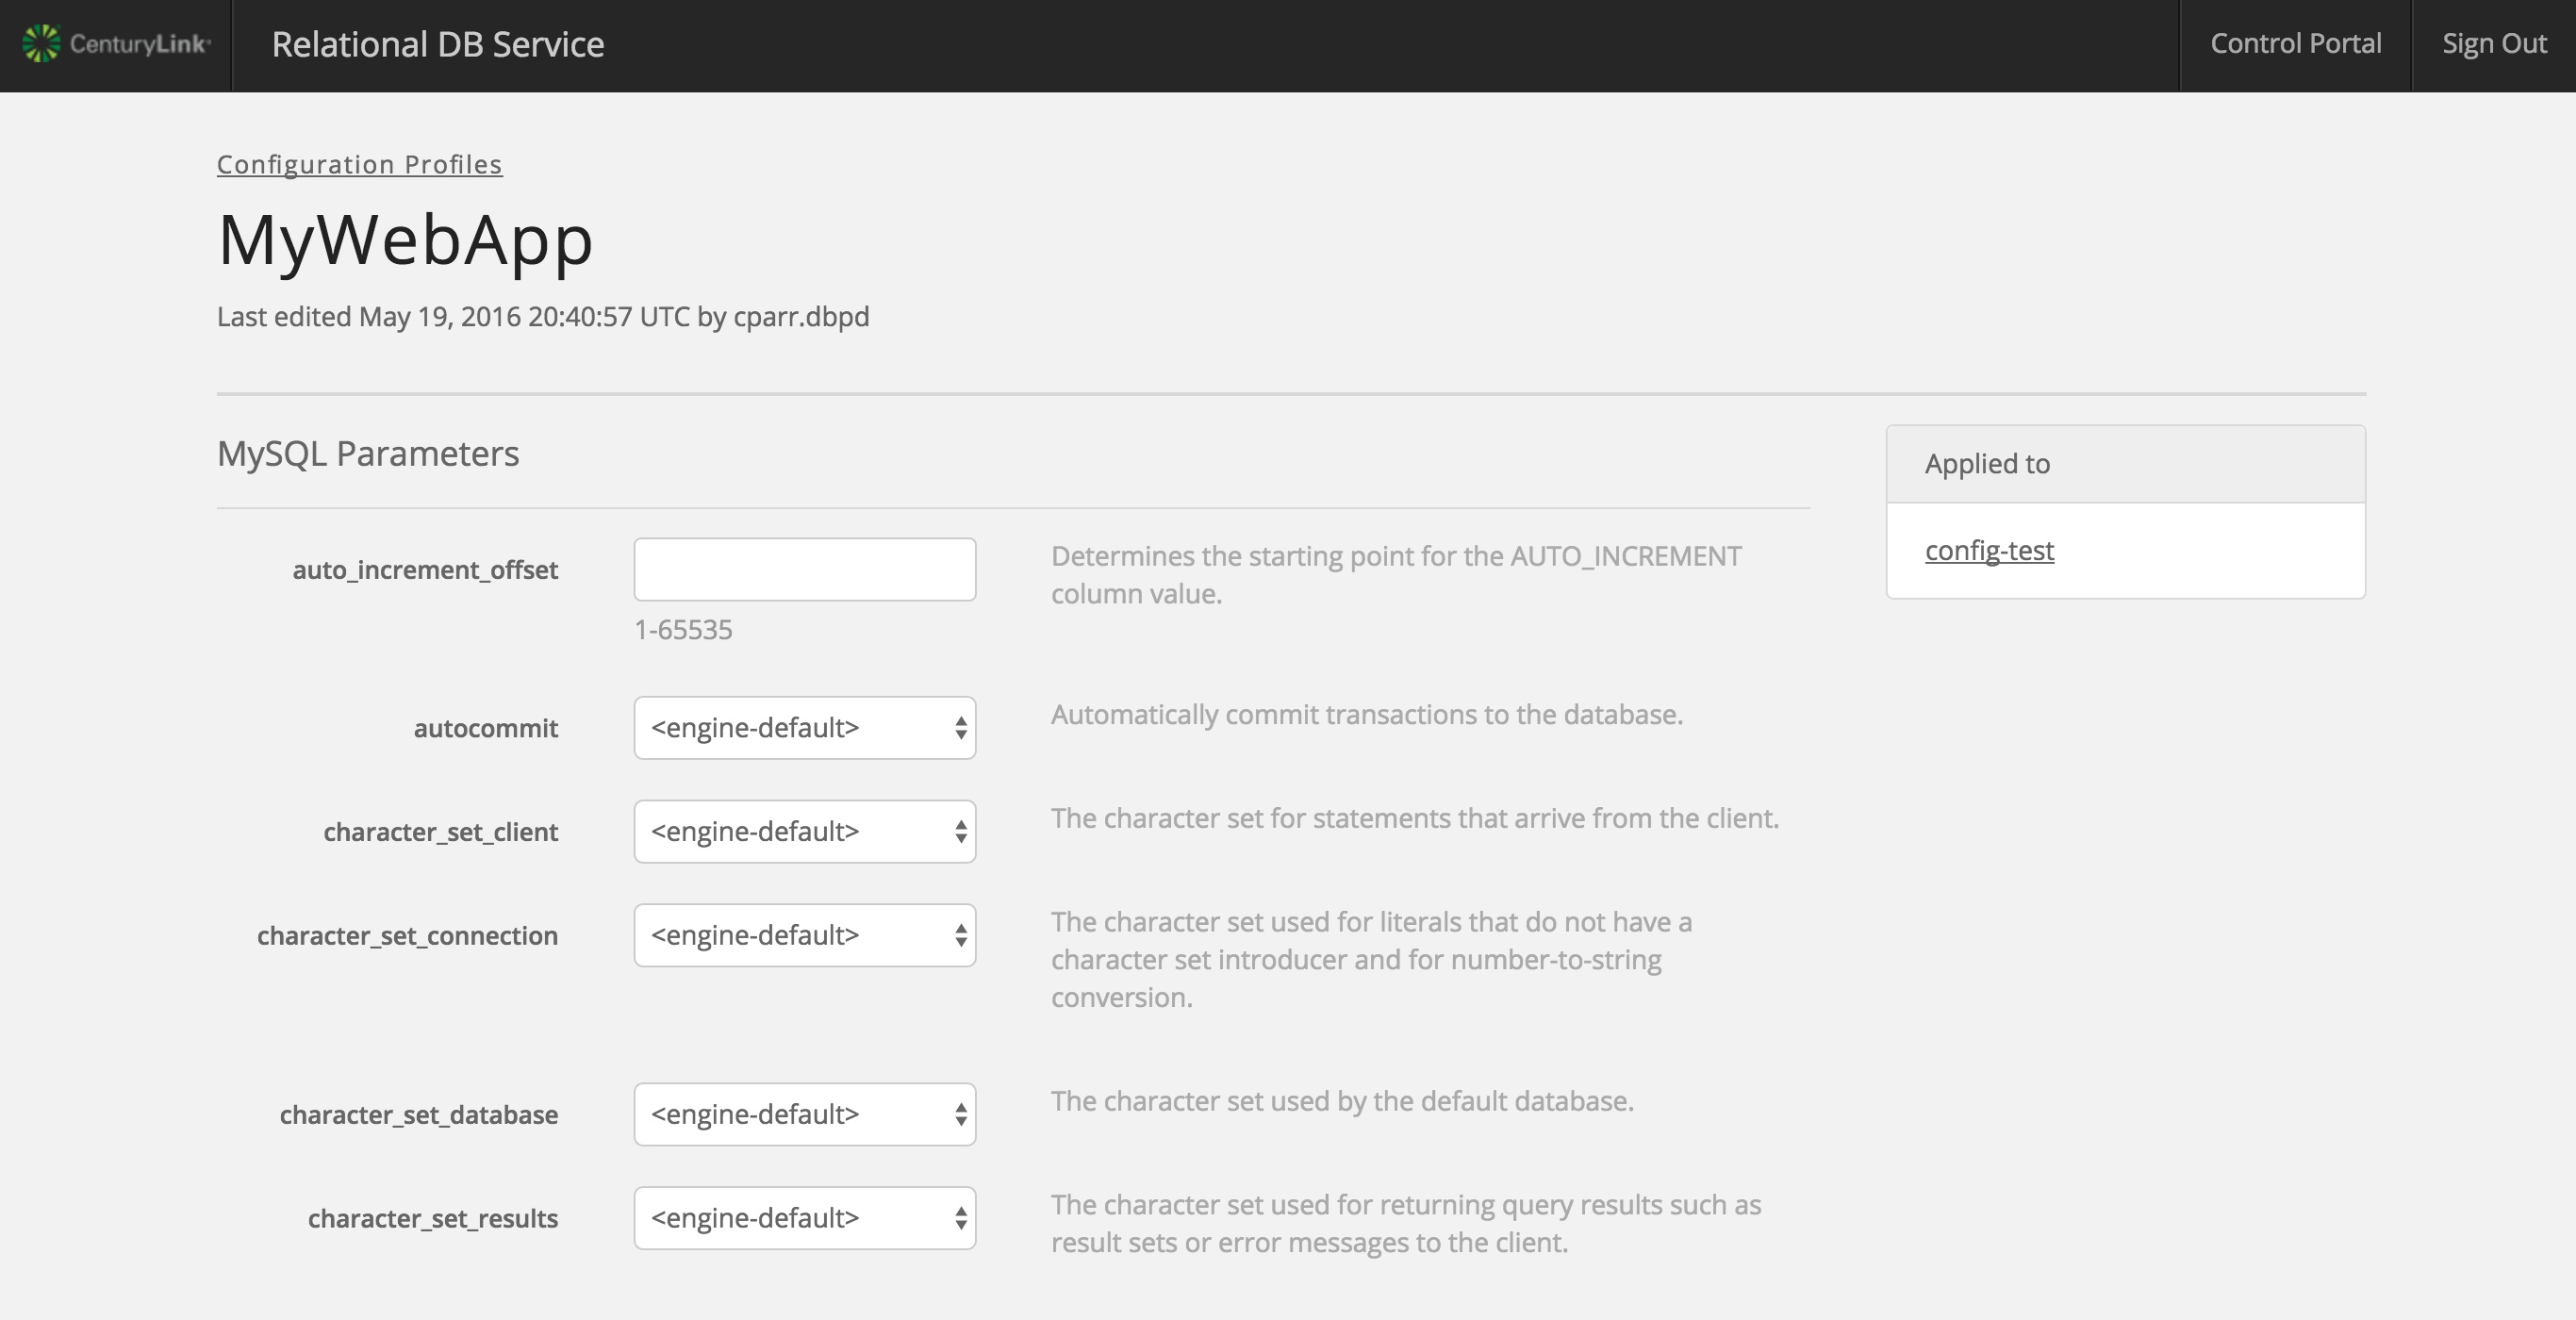 CenturyLink
Relational DB Service
Control Portal
Sign Out
Configuration Profiles
MyWebApp
Last edited May 19, 2016 20:40:57 UTC by cparr.dbpd
MySQL Parameters
Applied to
config-test
auto_increment_offset
1-65535
Determines the starting point for the AUTO_INCREMENT
column value.
autocommit
<engine-default>
Automatically commit transactions to the database.
character_set_client
<engine-default>
The character set for statements that arrive from the client.
character_set_connection
<engine-default>
The character set used for literals that do not have a
character set introducer and for number-to-string
conversion.
character_set_database
<engine-default>
The character set used by the default database.
character_set_results
<engine-default>
The character set used for returning query results such as
result sets or error messages to the client.